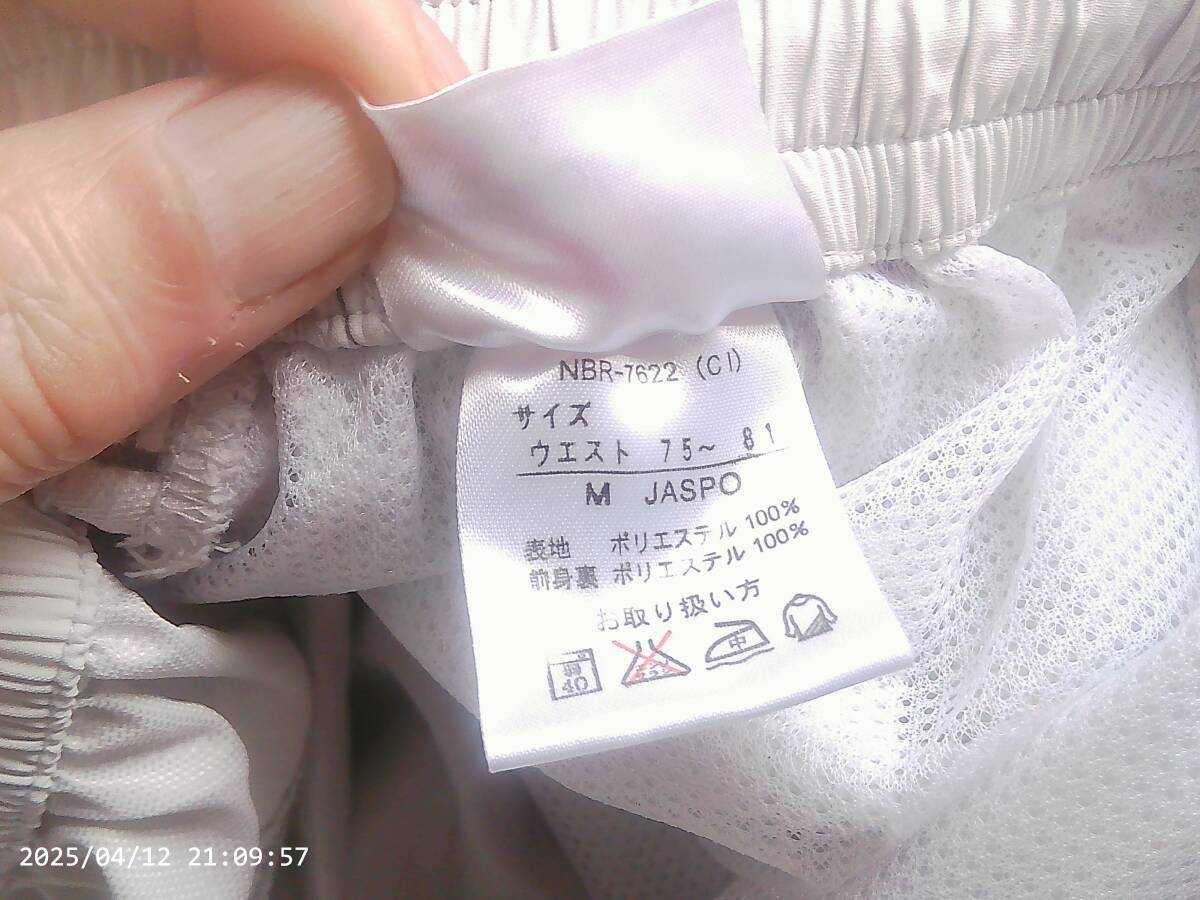 NBR-7622 (CI)
サイズ
ウエスト 75~ 81
M JASPO
表地 ポリエステル 100%
前身裏 ポリエステル 100%
お取り扱い方
40
中
2025/04/12 21:09:57